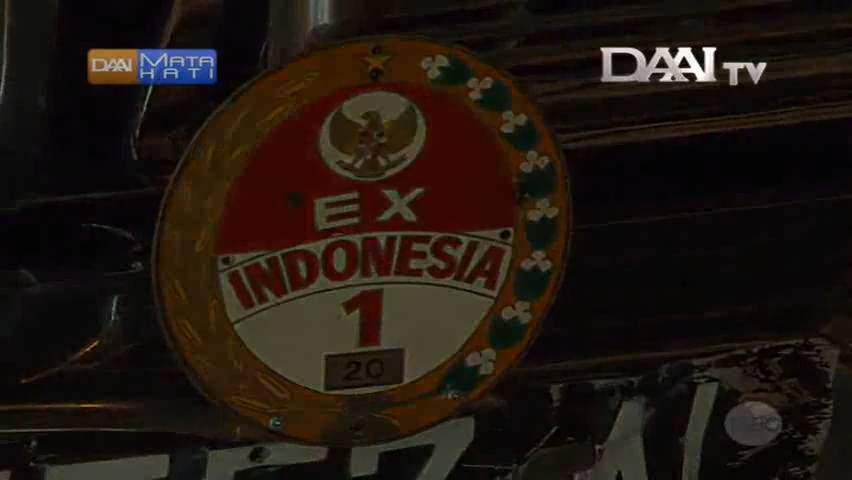 DAAI MATA HATI
DAAI TV
EX
INDONESIA
1
20